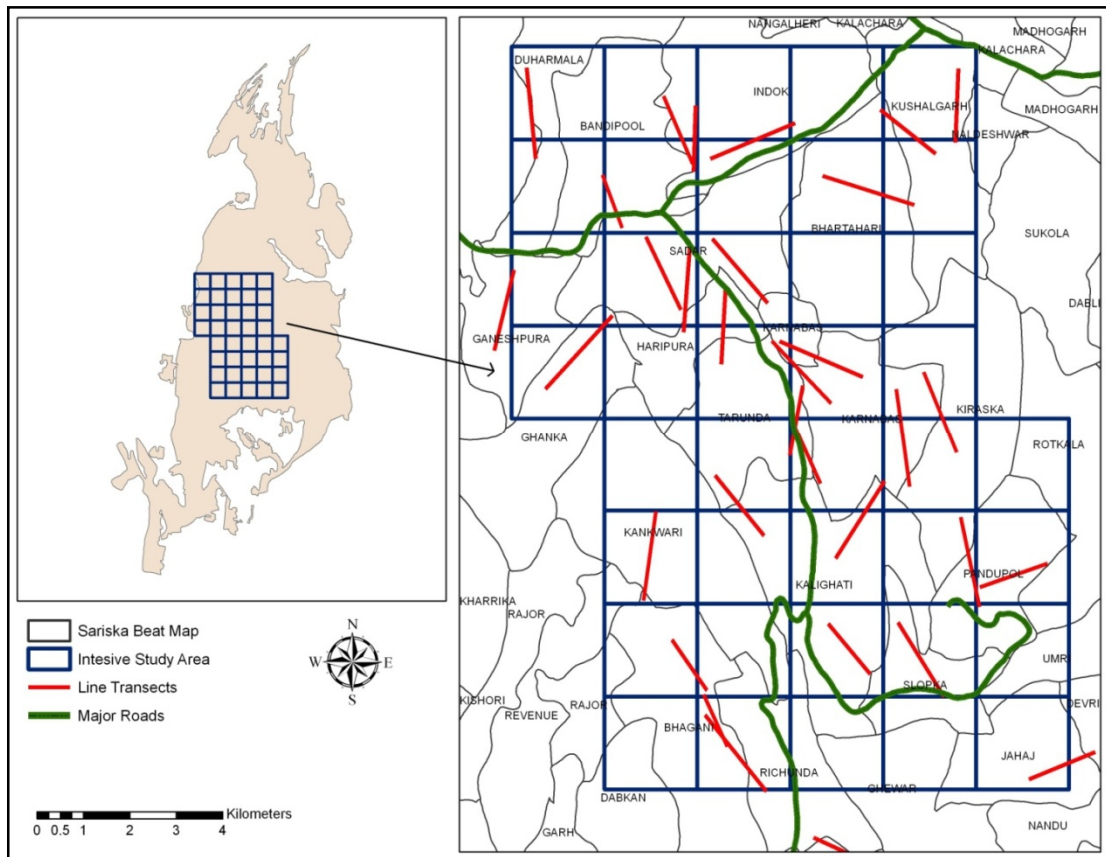 NANGALHERI
KALACHARA
MADHOGARH
KALACHARA
DUHARMALA
INDOK
KUSHALGARH
MADHOGARH
BANDIPOOL
NALDESHWAR
BHARTAHARI
SUKOLA
SADAR
DABLI
KARNABAS
GANESHPURA
HARIPURA
TARUNDA
KARNABAS
KIRASKA
GHANKA
ROTKALA
KANKWARI
KALIGHATI
PANDUPOL
KHARRIKA
RAJOR
UMRI
SLOPKA
KISHORI
RAJOR
REVENUE
DEVRI
BHAGANI
JAHAJ
RICHUNDA
GHEWAR
DABKAN
GARH
NANDU
Sariska Beat Map
Intesive Study Area
Line Transects
Major Roads
N
W E
S
Kilometers
0 0.5 1 2 3 4